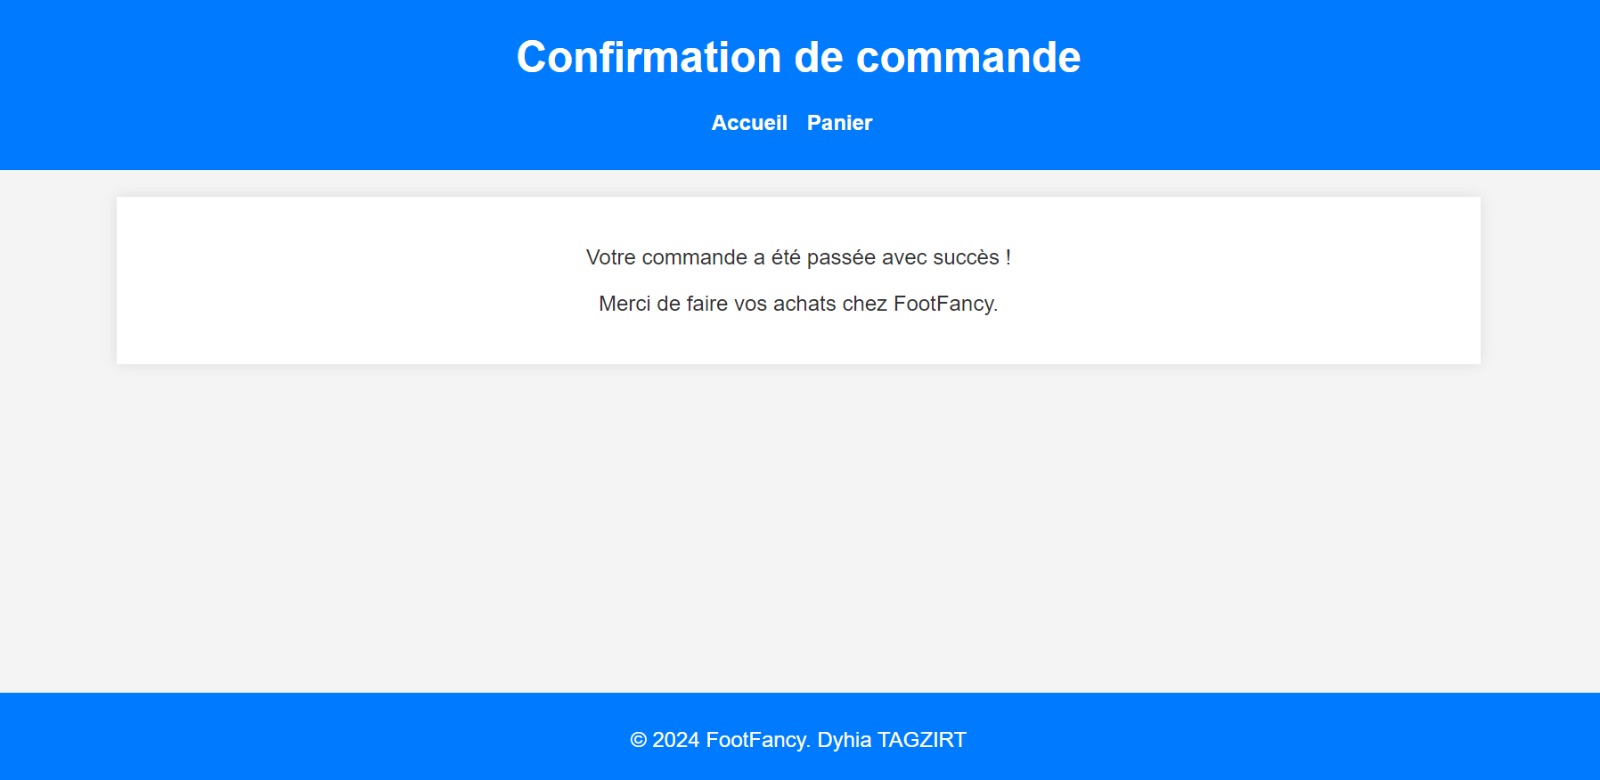 Confirmation de commande
Accueil Panier
Votre commande a été passée avec succès !
Merci de faire vos achats chez FootFancy.
© 2024 FootFancy. Dyhia TAGZIRT